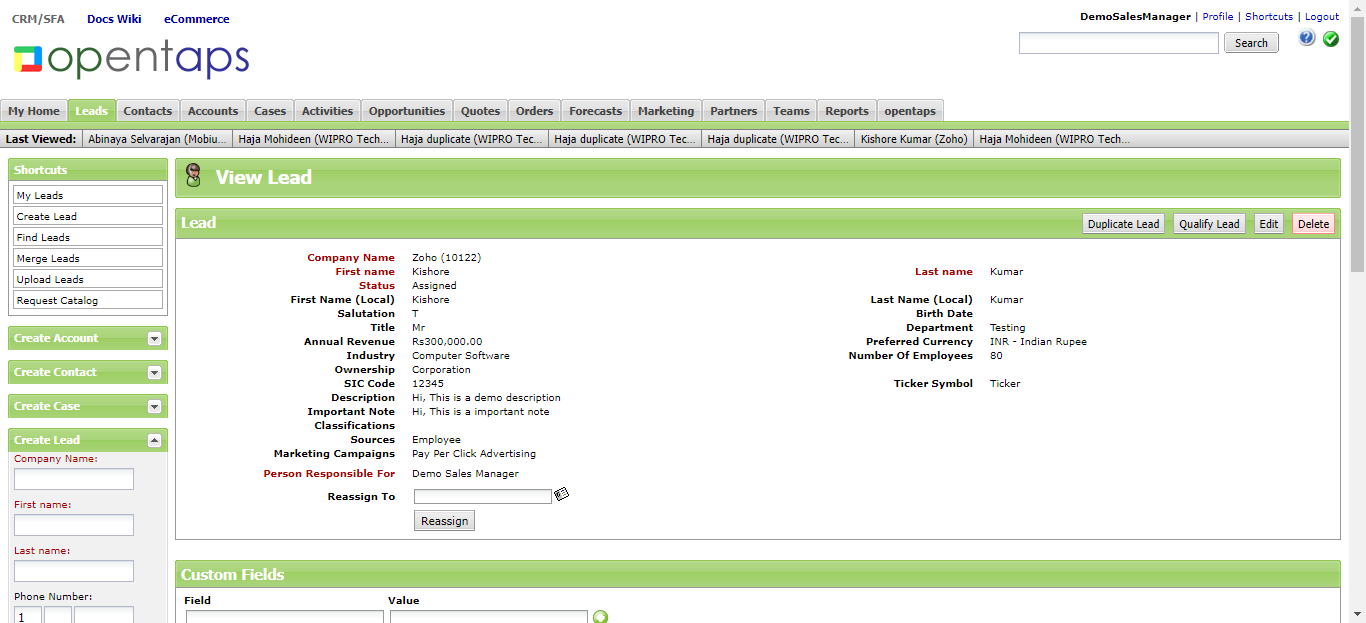 CRM/SFA Docs Wiki eCommerce
DemoSalesManager | Profile | Shortcuts | Logout
opentaps
Search
My Home Leads Contacts Accounts Cases Activities Opportunities Quotes Orders Forecasts Marketing Partners Teams Reports opentaps
Last Viewed: Abinaya Selvarajan (Mobiu... Haja Mohideen (WIPRO Tech... Haja duplicate (WIPRO Tec... Haja duplicate (WIPRO Tec... Haja duplicate (WIPRO Tec... Kishore Kumar (Zoho) Haja Mohideen (WIPRO Tech...
Shortcuts
My Leads
Create Lead
Find Leads
Merge Leads
Upload Leads
Request Catalog
Create Account
Create Contact
Create Case
Create Lead
Company Name:
First name:
Last name:
Phone Number:
1
View Lead
Lead Duplicate Lead Qualify Lead Edit Delete
Company Name Zoho (10122)
First name Kishore Last name Kumar
Status Assigned
First Name (Local) Kishore Last Name (Local) Kumar
Salutation T Birth Date
Title Mr Department Testing
Annual Revenue Rs300,000.00 Preferred Currency INR - Indian Rupee
Industry Computer Software Number Of Employees 80
Ownership Corporation
SIC Code 12345 Ticker Symbol Ticker
Description Hi, This is a demo description
Important Note Hi, This is a important note
Classifications
Sources Employee
Marketing Campaigns Pay Per Click Advertising
Person Responsible For Demo Sales Manager
Reassign To
Reassign
Custom Fields
Field Value